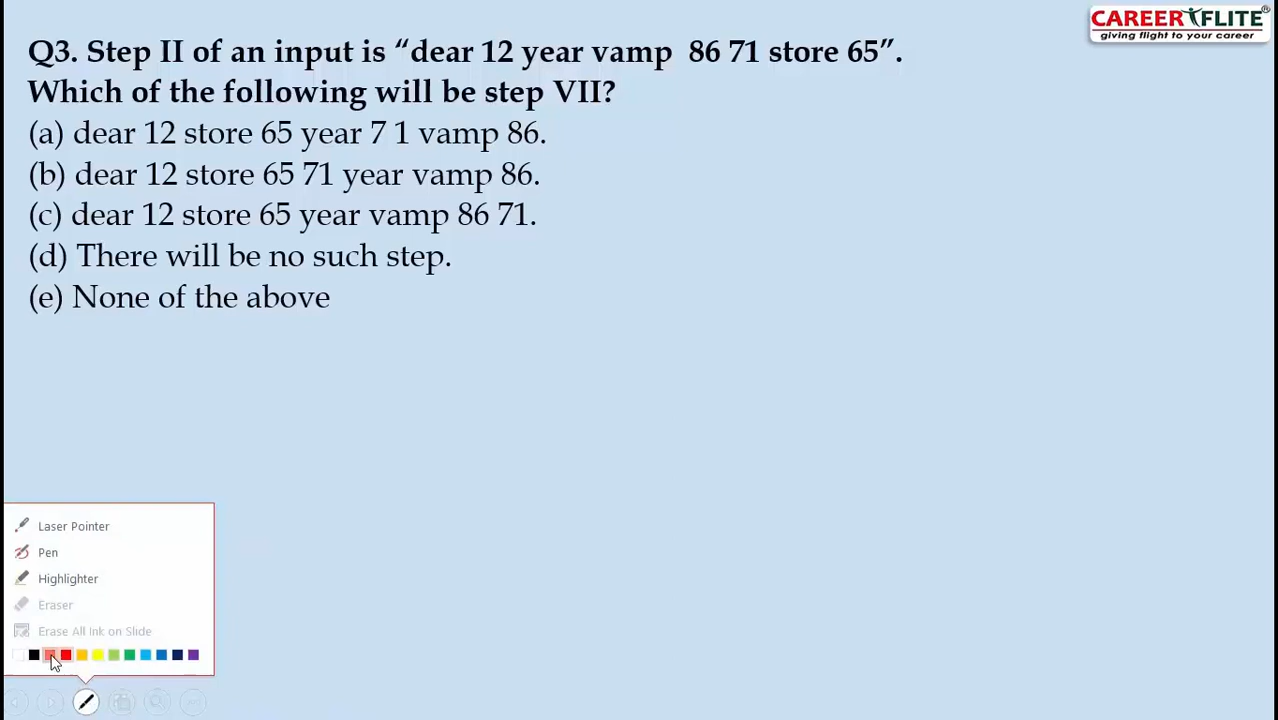 CAREER FLITE®
giving flight to your career
Q3. Step II of an input is “dear 12 year vamp  86 71 store 65”.
Which of the following will be step VII?
(a) dear 12 store 65 year 7 1 vamp 86.
(b) dear 12 store 65 71 year vamp 86.
(c) dear 12 store 65 year vamp 86 71.
(d) There will be no such step.
(e) None of the above
Laser Pointer
Pen
Highlighter
Eraser
Erase All Ink on Slide